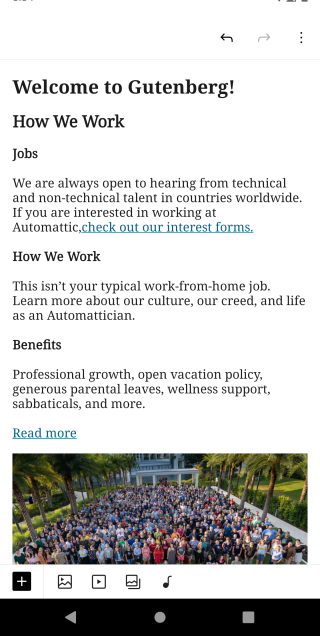 Welcome to Gutenberg!
How We Work
Jobs
We are always open to hearing from technical
and non-technical talent in countries worldwide.
If you are interested in working at
Automattic,check out our interest forms.
How We Work
This isn’t your typical work-from-home job.
Learn more about our culture, our creed, and life
as an Automattician.
Benefits
Professional growth, open vacation policy,
generous parental leaves, wellness support,
sabbaticals, and more.
Read more